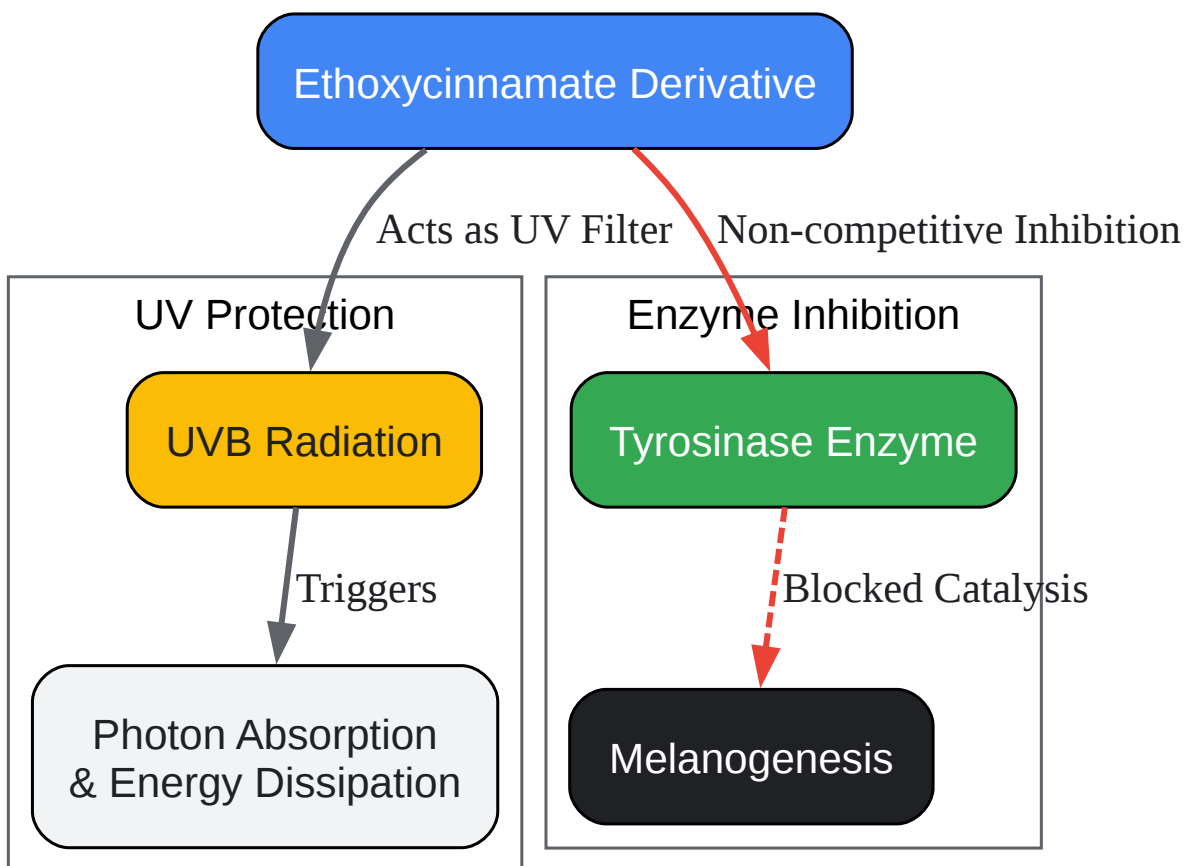 Ethoxycinnamate Derivative
Acts as UV Filter
Non-competitive Inhibition
UV Protection
Enzyme Inhibition
UVB Radiation
Tyrosinase Enzyme
Triggers
Blocked Catalysis
Photon Absorption
& Energy Dissipation
Melanogenesis